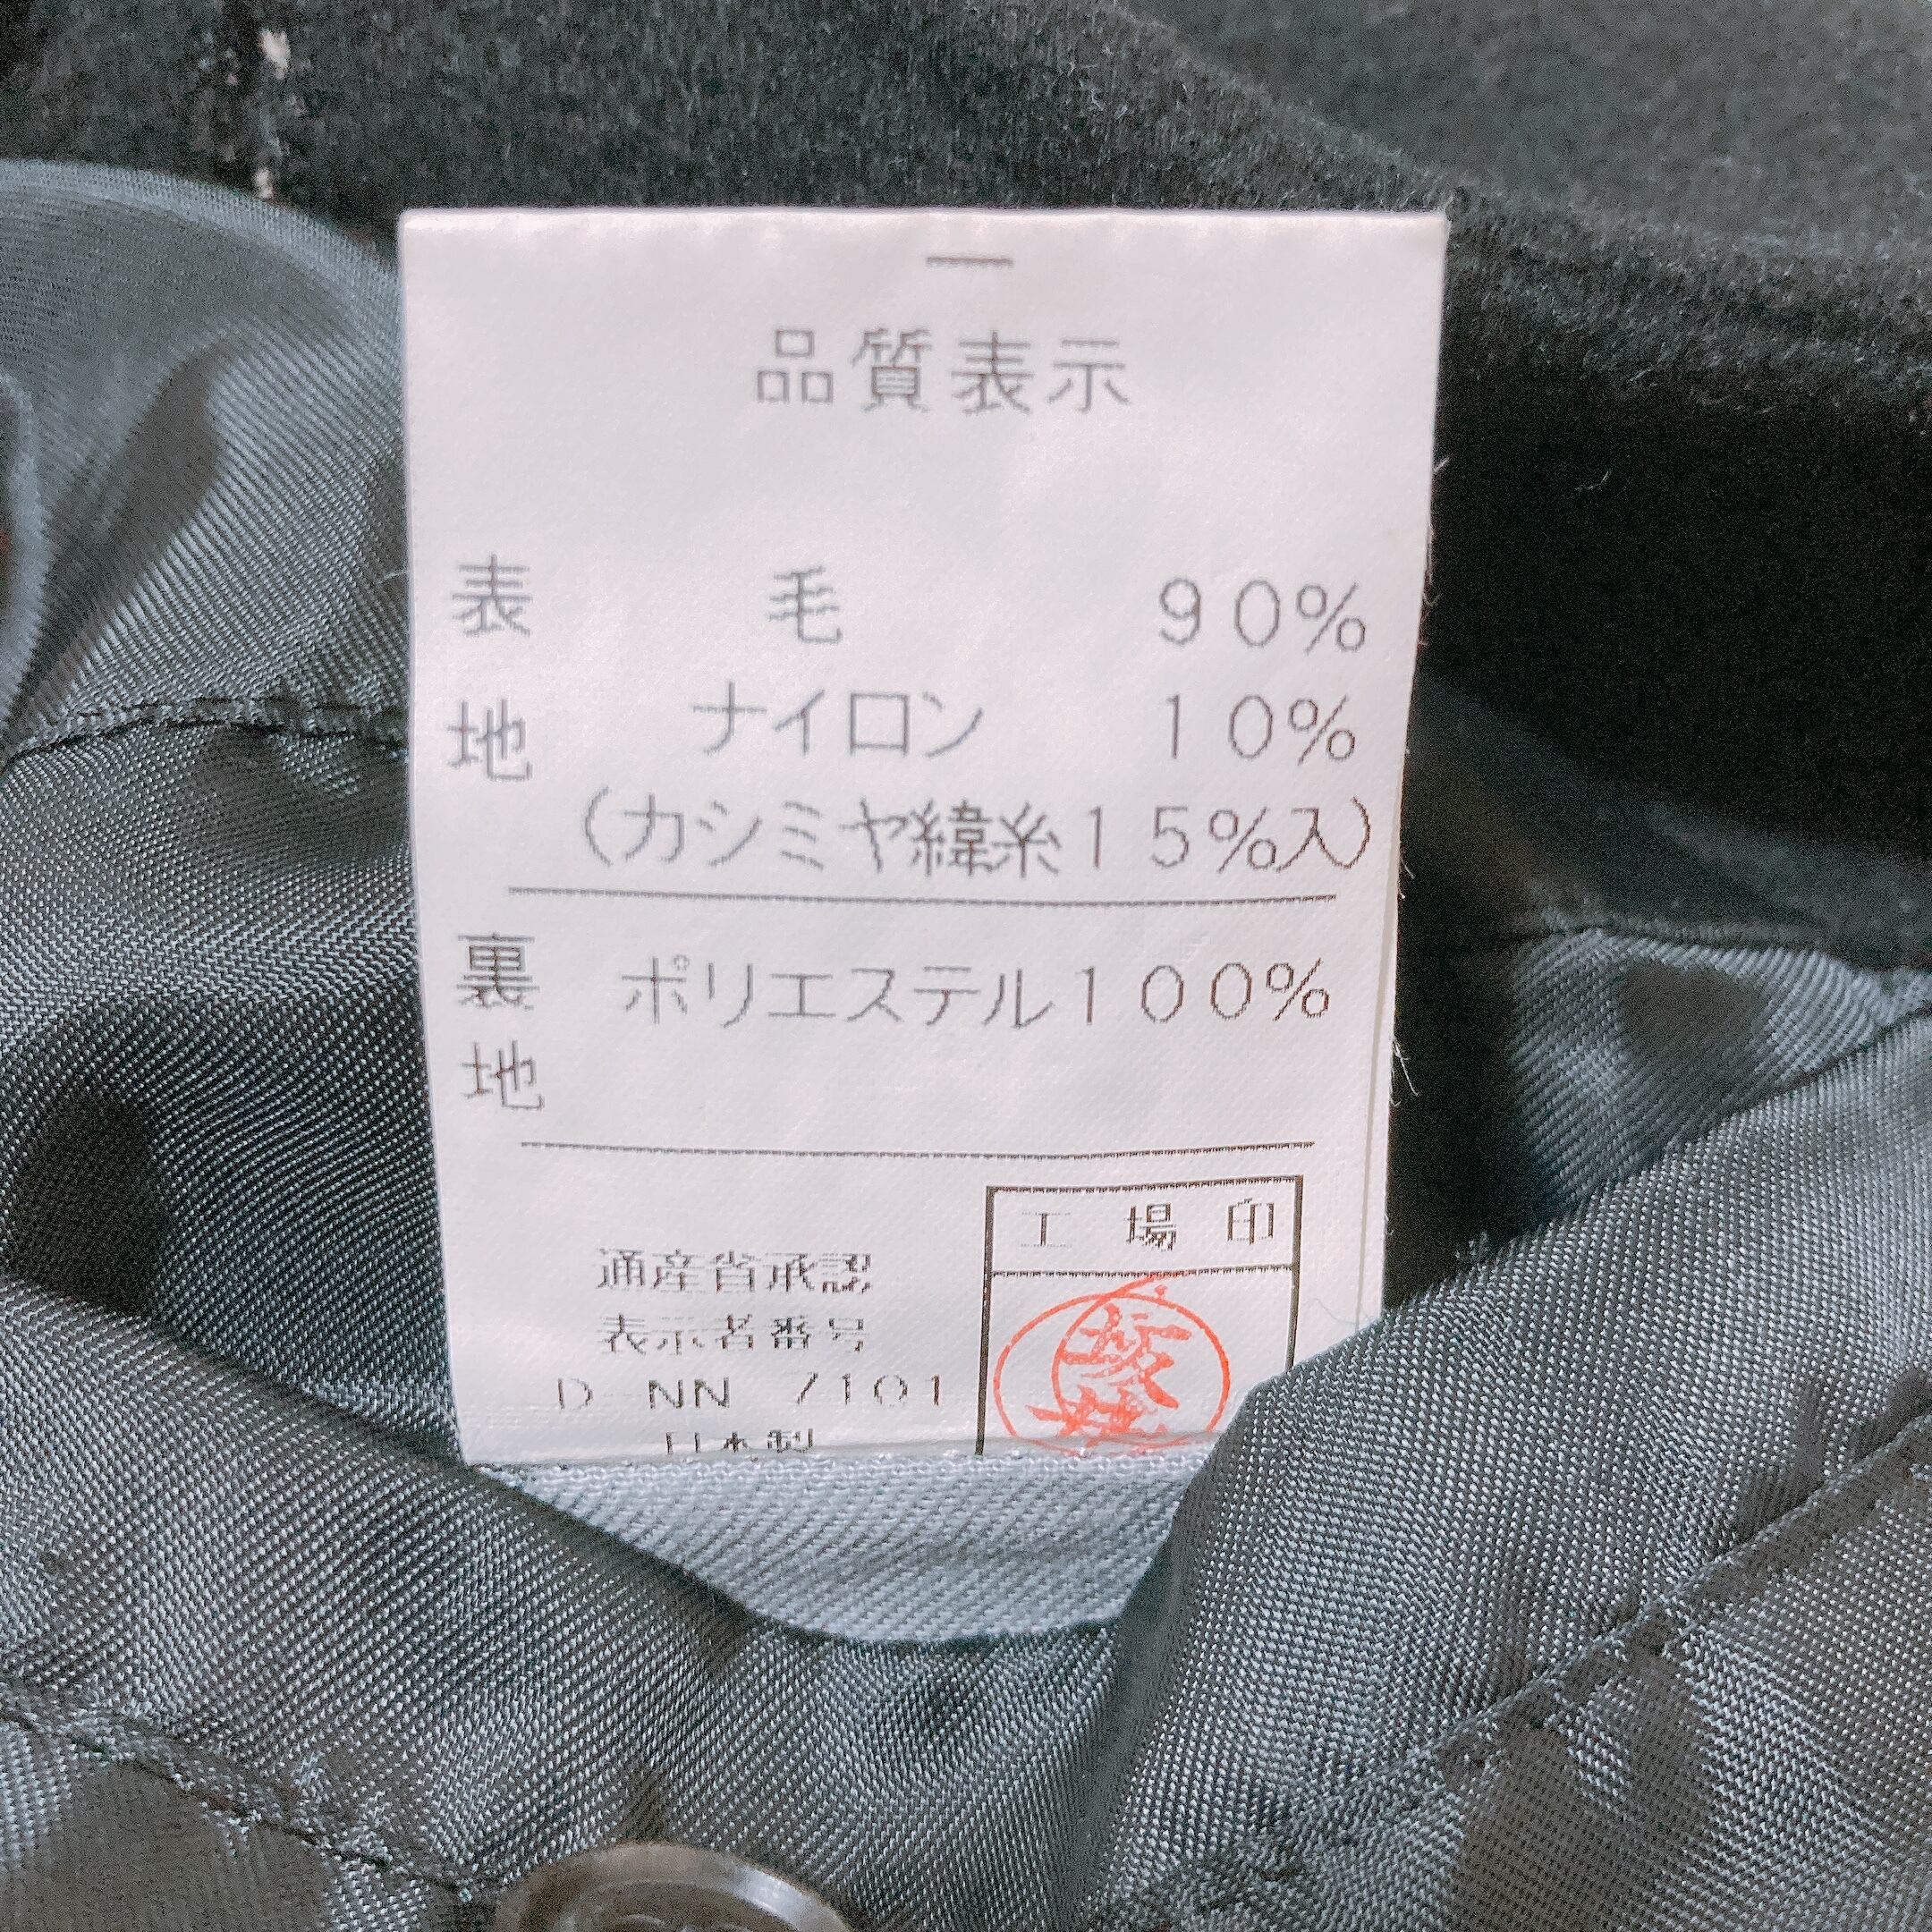 品質表示
表地
毛 90%
ナイロン 10%
(カシミヤ緯糸15%入)
裏地
ポリエステル100%
工場印
通産省承認
表示者番号
D NN 7101
日本製